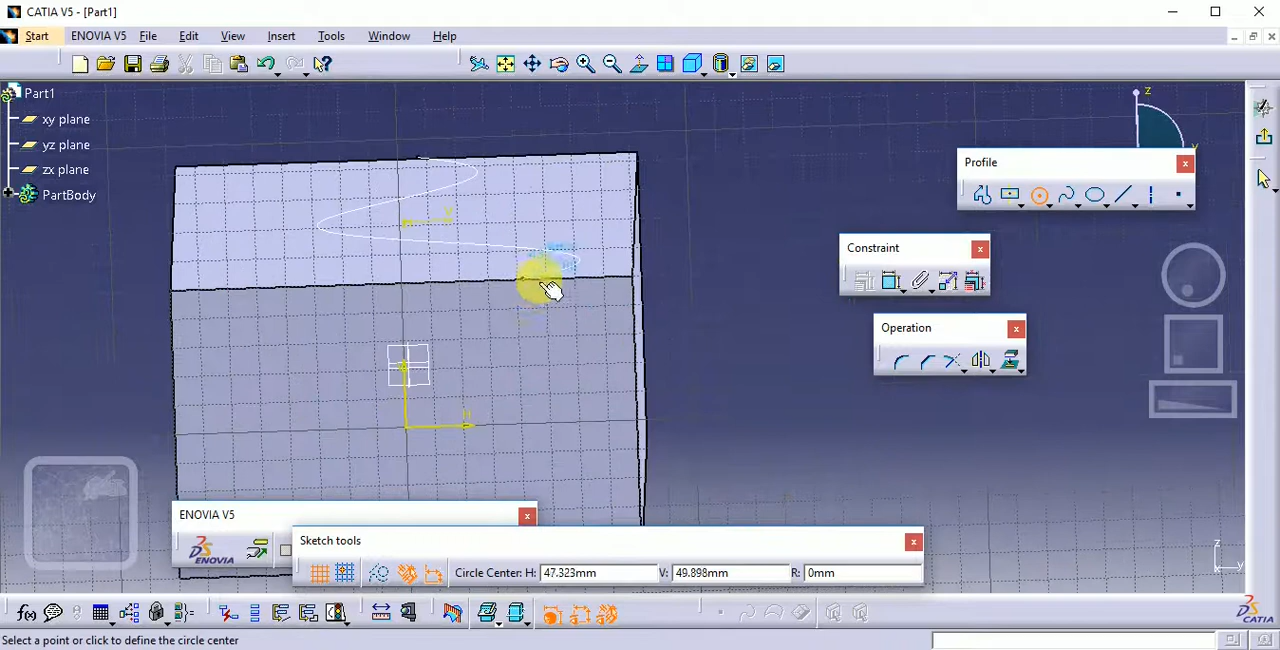 CATIA V5 - [Part1]
Start ENOVIA V5 File Edit View Insert Tools Window Help
Part1
xy plane
yz plane
zx plane
PartBody
z
Profile
Constraint
Operation
H
ENOVIA V5
ENOVIA
Sketch tools
Circle Center: H: 47.323mm V: 49.898mm R: 0mm
z
y
f(x)
CATIA
Select a point or click to define the circle center